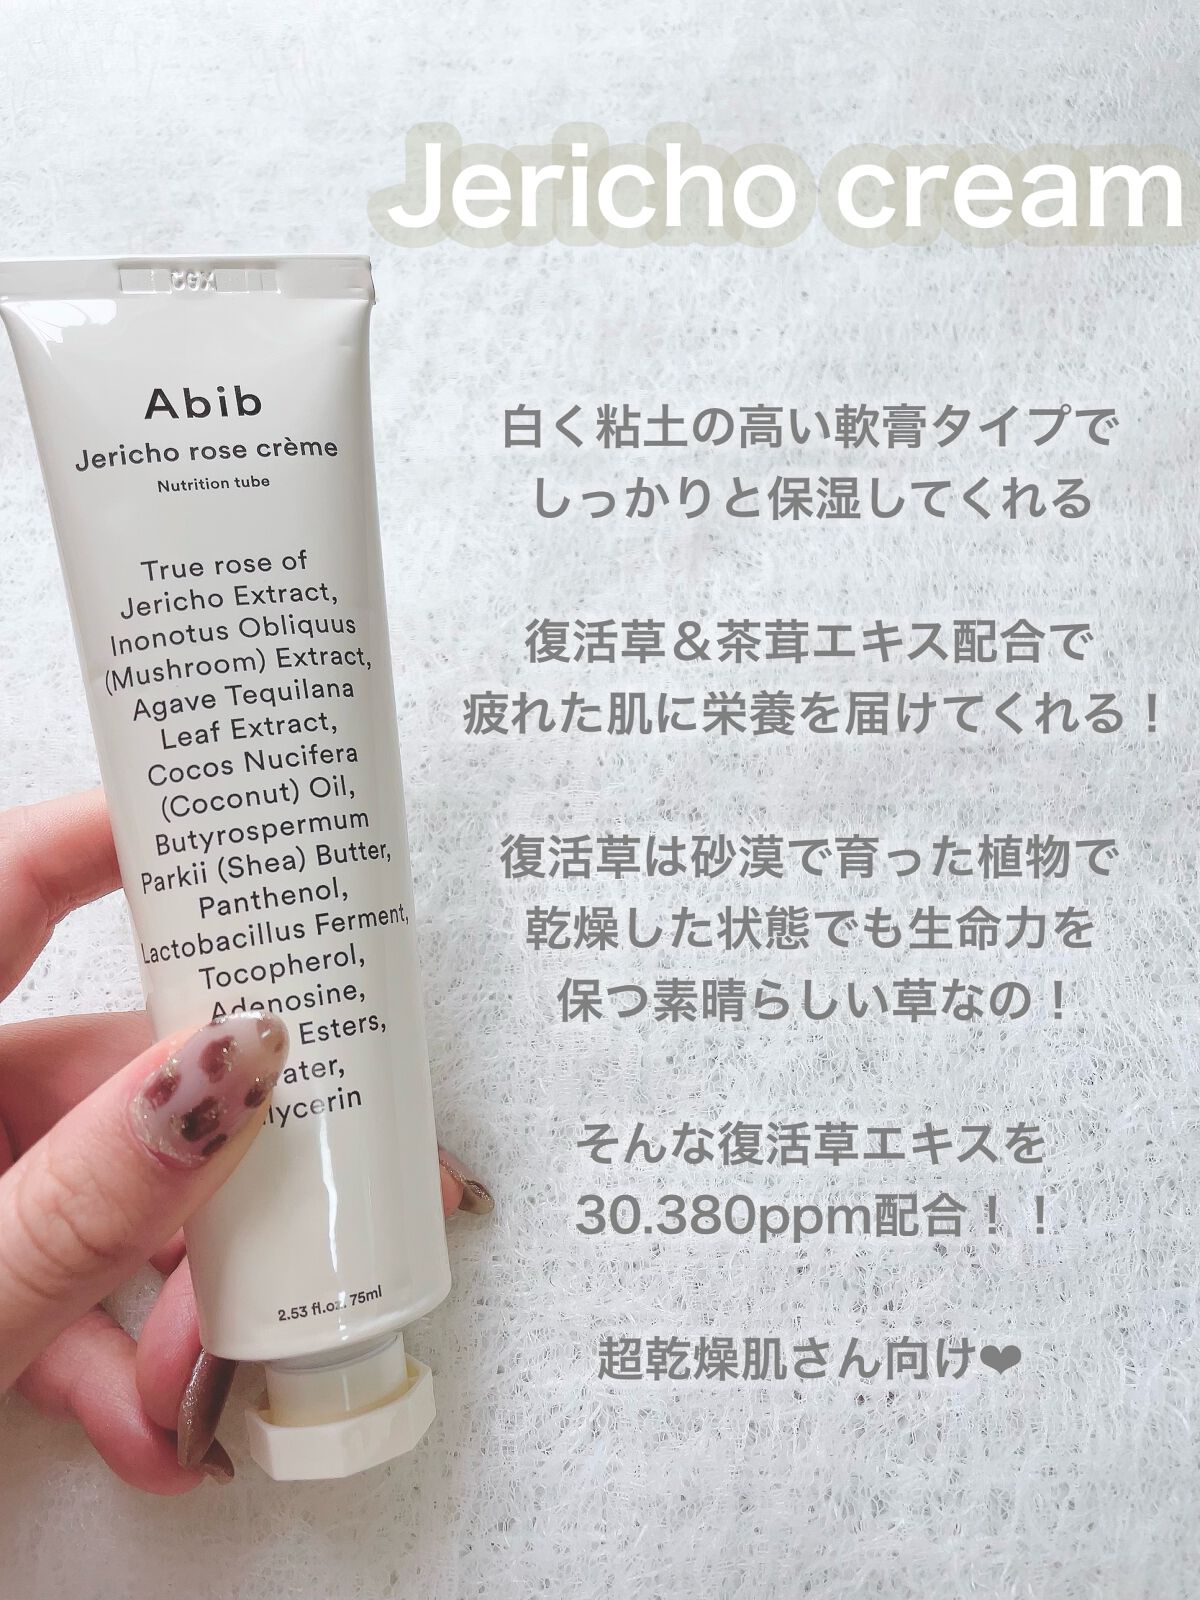 Jericho cream
Abib
Jericho rose crème
Nutrition tube
True rose of
Jericho Extract,
Inonotus Obliquus
(Mushroom) Extract,
Agave Tequilana
Leaf Extract,
Cocos Nucifera
(Coconut) Oil,
Butyrospermum
Parkii (Shea) Butter,
Panthenol,
Lactobacillus Ferment,
Tocopherol,
Adenosine,
Esters,
ater,
lycerin
2.53 fl.oz. 75ml
白く粘土の高い軟膏タイプで
しっかりと保湿してくれる
復活草＆茶茸エキス配合で
疲れた肌に栄養を届けてくれる！
復活草は砂漠で育った植物で
乾燥した状態でも生命力を
保つ素晴らしい草なの！
そんな復活草エキスを
30.380ppm配合！！
超乾燥肌さん向け❤